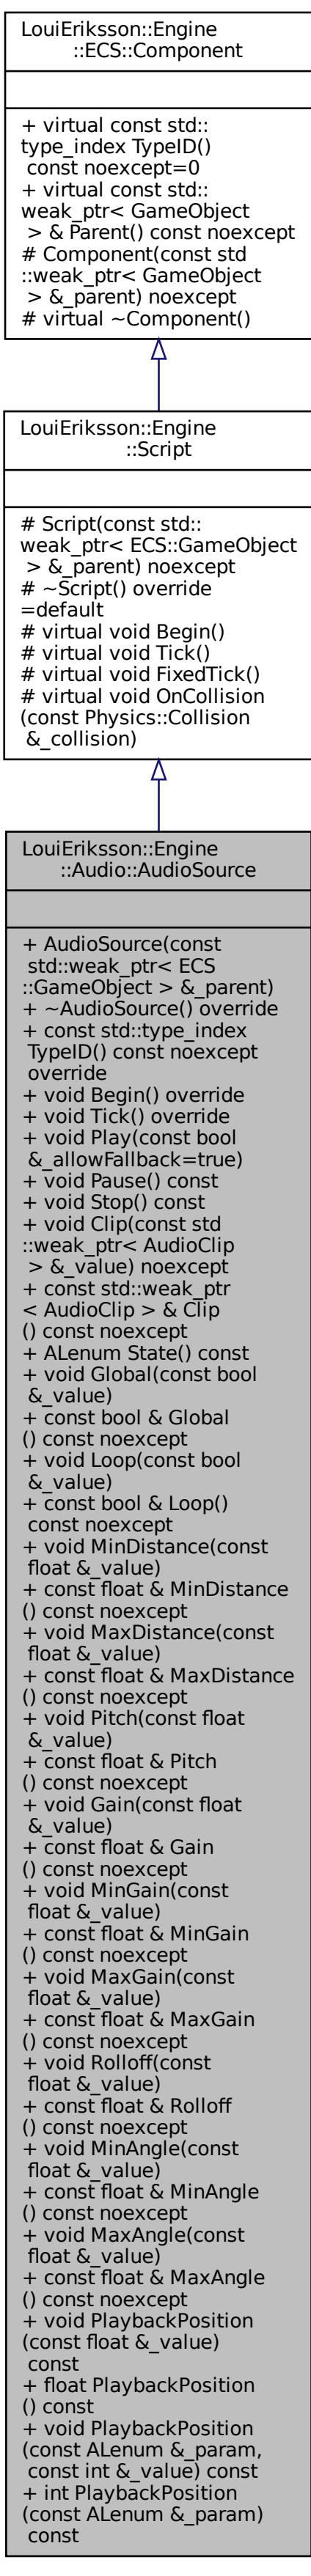 LouiEriksson::Engine
::ECS::Component
+ virtual const std::
type_index TypeID()
const noexcept=0
+ virtual const std::
weak_ptr< GameObject
> & Parent() const noexcept
# Component(const std
::weak_ptr< GameObject
> &_parent) noexcept
# virtual ~Component()
LouiEriksson::Engine
::Script
# Script(const std::
weak_ptr< ECS::GameObject
> &_parent) noexcept
# ~Script() override
=default
# virtual void Begin()
# virtual void Tick()
# virtual void FixedTick()
# virtual void OnCollision
(const Physics::Collision
&_collision)
LouiEriksson::Engine
::Audio::AudioSource
+ AudioSource(const
std::weak_ptr< ECS
::GameObject > &_parent)
+ ~AudioSource() override
+ const std::type_index
TypeID() const noexcept
override
+ void Begin() override
+ void Tick() override
+ void Play(const bool
&_allowFallback=true)
+ void Pause() const
+ void Stop() const
+ void Clip(const std
::weak_ptr< AudioClip
> &_value) noexcept
+ const std::weak_ptr
< AudioClip > & Clip
() const noexcept
+ ALenum State() const
+ void Global(const bool
&_value)
+ const bool & Global
() const noexcept
+ void Loop(const bool
&_value)
+ const bool & Loop()
const noexcept
+ void MinDistance(const
float &_value)
+ const float & MinDistance
() const noexcept
+ void MaxDistance(const
float &_value)
+ const float & MaxDistance
() const noexcept
+ void Pitch(const float
&_value)
+ const float & Pitch
() const noexcept
+ void Gain(const float
&_value)
+ const float & Gain
() const noexcept
+ void MinGain(const
float &_value)
+ const float & MinGain
() const noexcept
+ void MaxGain(const
float &_value)
+ const float & MaxGain
() const noexcept
+ void Rolloff(const
float &_value)
+ const float & Rolloff
() const noexcept
+ void MinAngle(const
float &_value)
+ const float & MinAngle
() const noexcept
+ void MaxAngle(const
float &_value)
+ const float & MaxAngle
() const noexcept
+ void PlaybackPosition
(const float &_value)
const
+ float PlaybackPosition
() const
+ void PlaybackPosition
(const ALenum &_param,
const int &_value) const
+ int PlaybackPosition
(const ALenum &_param)
const